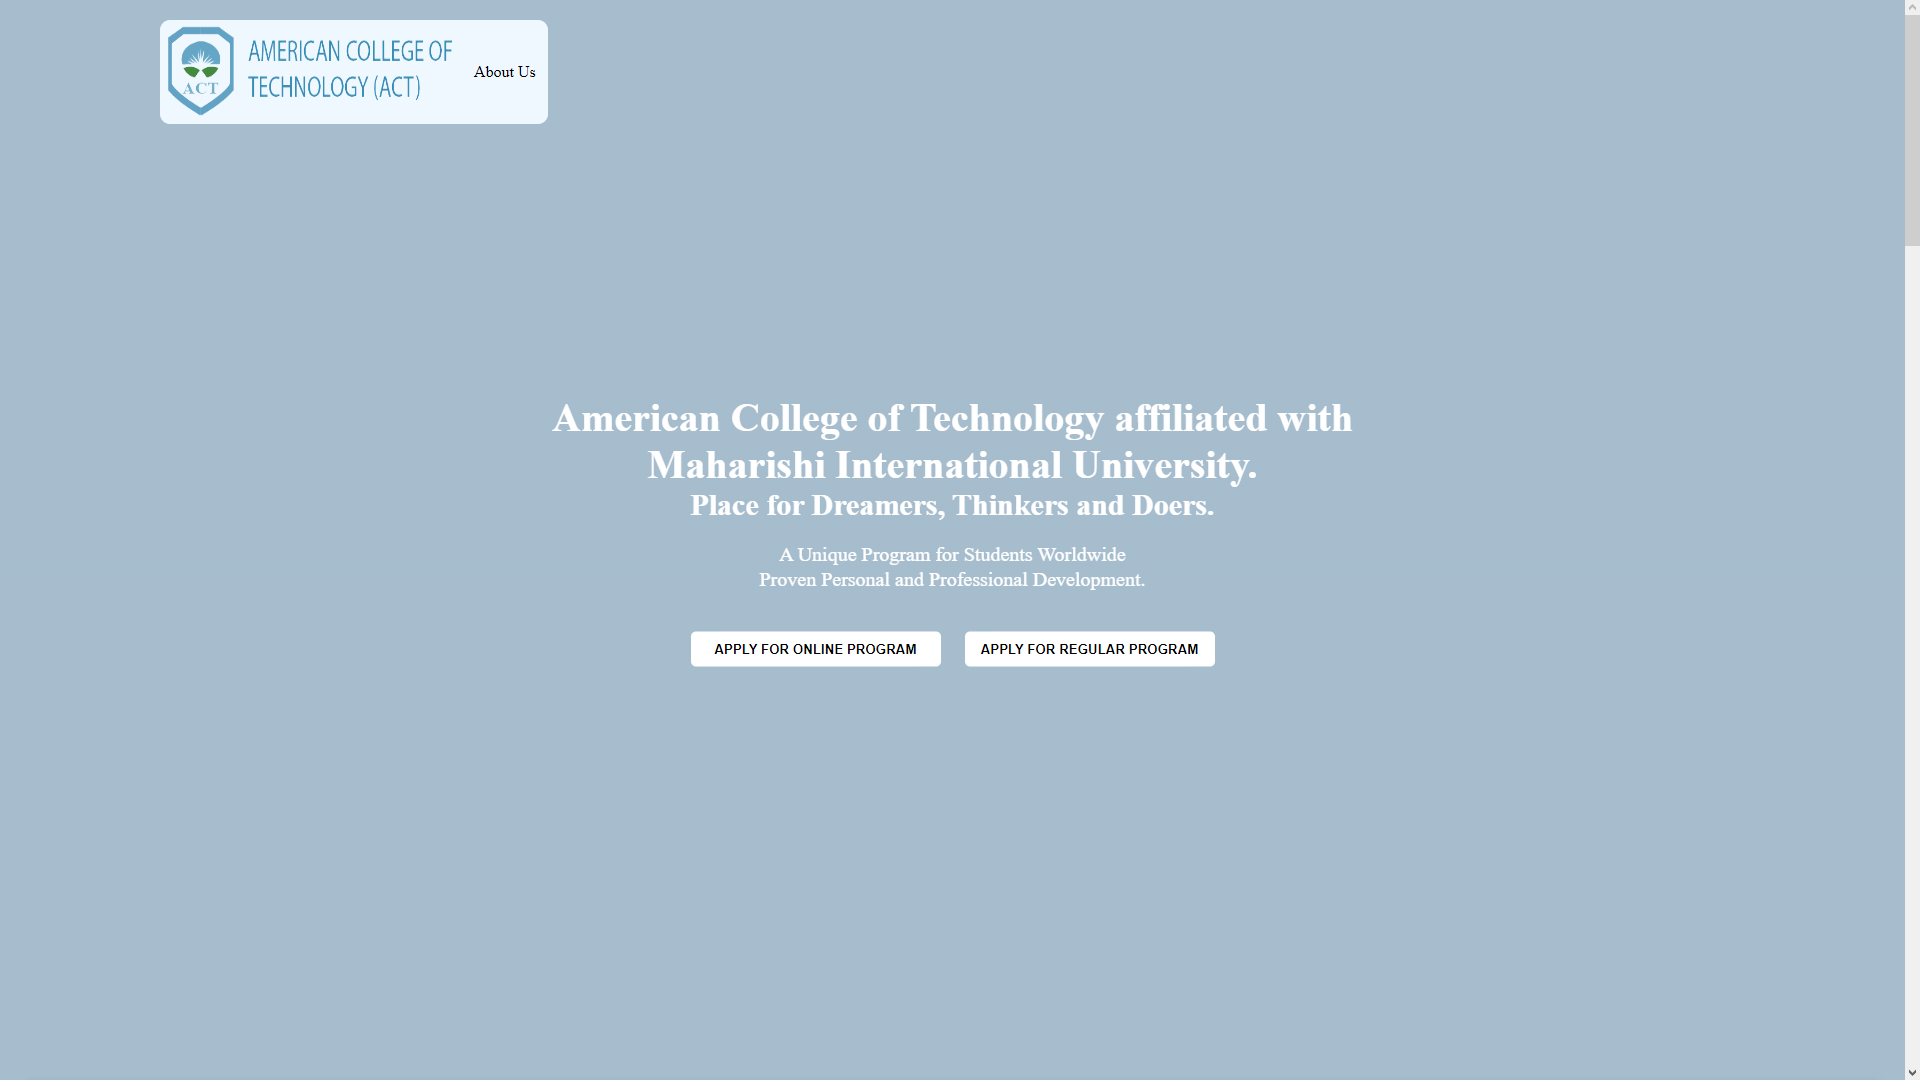 ACT
AMERICAN COLLEGE OF
TECHNOLOGY (ACT)
About Us
American College of Technology affiliated with
Maharishi International University.
Place for Dreamers, Thinkers and Doers.
A Unique Program for Students Worldwide
Proven Personal and Professional Development.
APPLY FOR ONLINE PROGRAM
APPLY FOR REGULAR PROGRAM